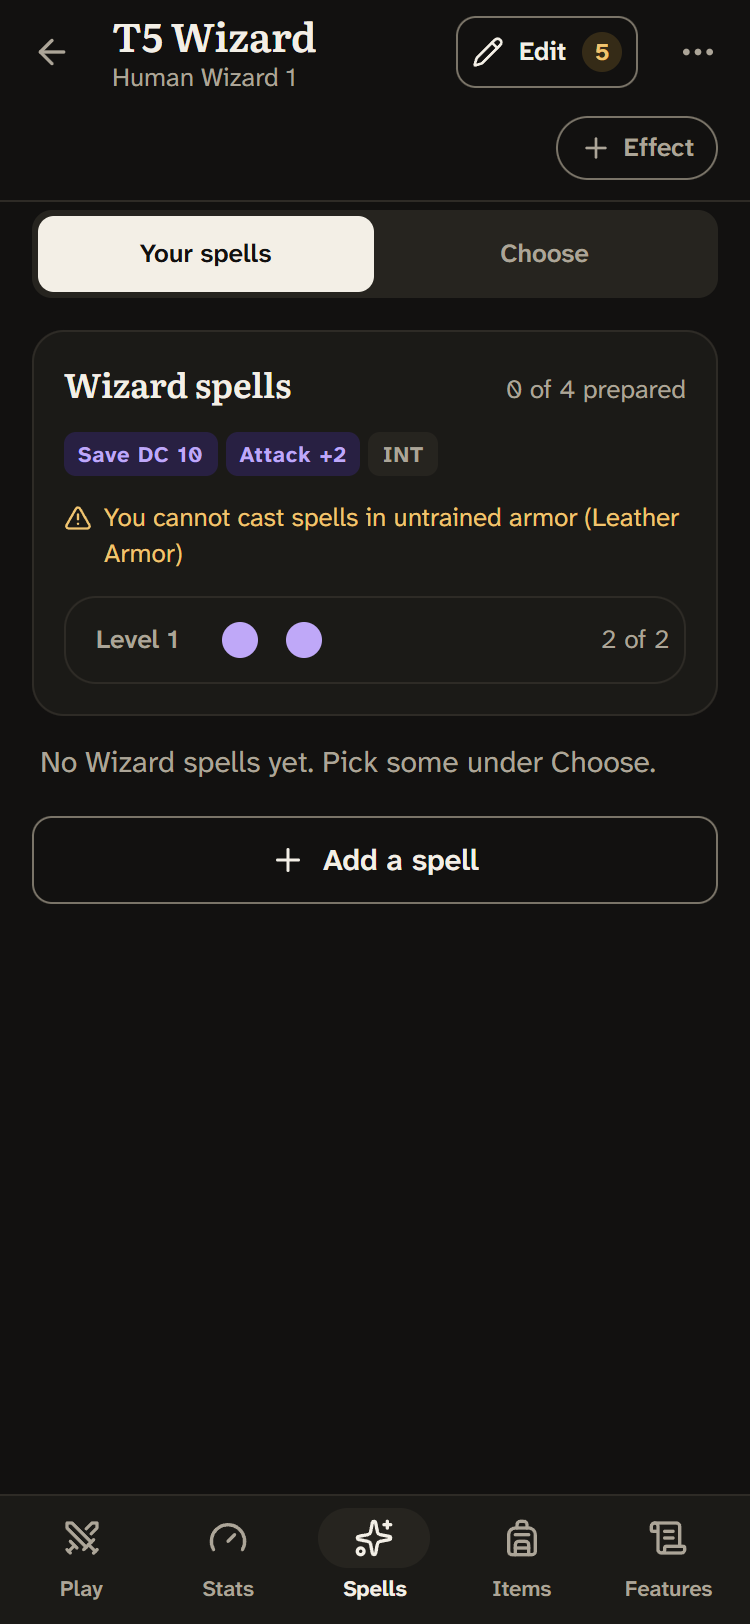 T5 Wizard
Human Wizard 1
Edit 5
Effect
Your spells
Choose
Wizard spells
0 of 4 prepared
Save DC 10
Attack +2
INT
You cannot cast spells in untrained armor (Leather
Armor)
Level 1
2 of 2
No Wizard spells yet. Pick some under Choose.
Add a spell
Play
Stats
Spells
Items
Features